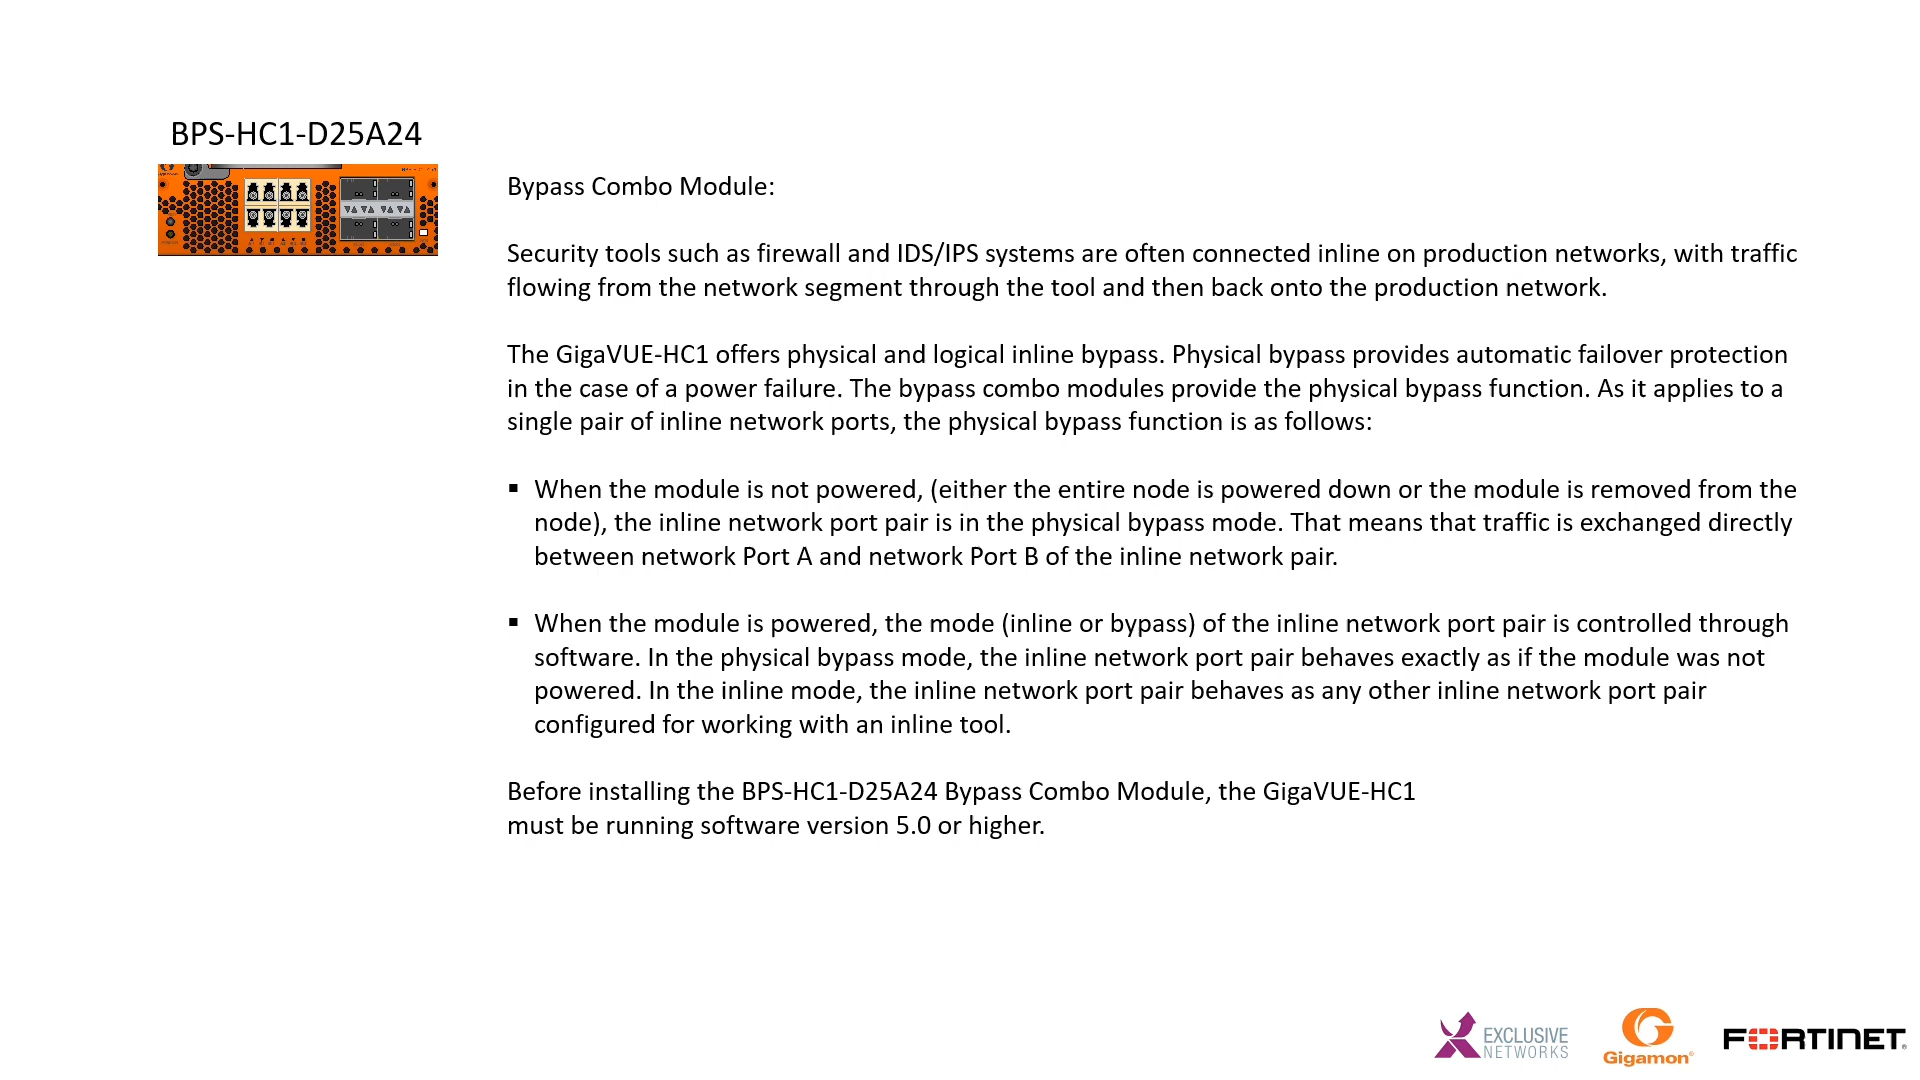 BPS-HC1-D25A24
Bypass Combo Module:
Security tools such as firewall and IDS/IPS systems are often connected inline on production networks, with traffic
flowing from the network segment through the tool and then back onto the production network.
The GigaVUE-HC1 offers physical and logical inline bypass. Physical bypass provides automatic failover protection
in the case of a power failure. The bypass combo modules provide the physical bypass function. As it applies to a
single pair of inline network ports, the physical bypass function is as follows:
▪ When the module is not powered, (either the entire node is powered down or the module is removed from the
node), the inline network port pair is in the physical bypass mode. That means that traffic is exchanged directly
between network Port A and network Port B of the inline network pair.
▪ When the module is powered, the mode (inline or bypass) of the inline network port pair is controlled through
software. In the physical bypass mode, the inline network port pair behaves exactly as if the module was not
powered. In the inline mode, the inline network port pair behaves as any other inline network port pair
configured for working with an inline tool.
Before installing the BPS-HC1-D25A24 Bypass Combo Module, the GigaVUE-HC1
must be running software version 5.0 or higher.
EXCLUSIVE
NETWORKS
Gigamon®
FORTINET®